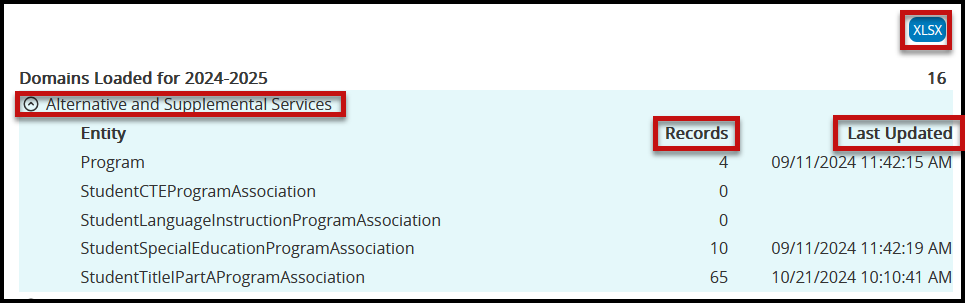 XLSX
Domains Loaded for 2024-2025 16
Alternative and Supplemental Services
Entity Records Last Updated
Program 4 09/11/2024 11:42:15 AM
StudentCTEProgramAssociation 0
StudentLanguageInstructionProgramAssociation 0
StudentSpecialEducationProgramAssociation 10 09/11/2024 11:42:19 AM
StudentTitleIPartAProgramAssociation 65 10/21/2024 10:10:41 AM